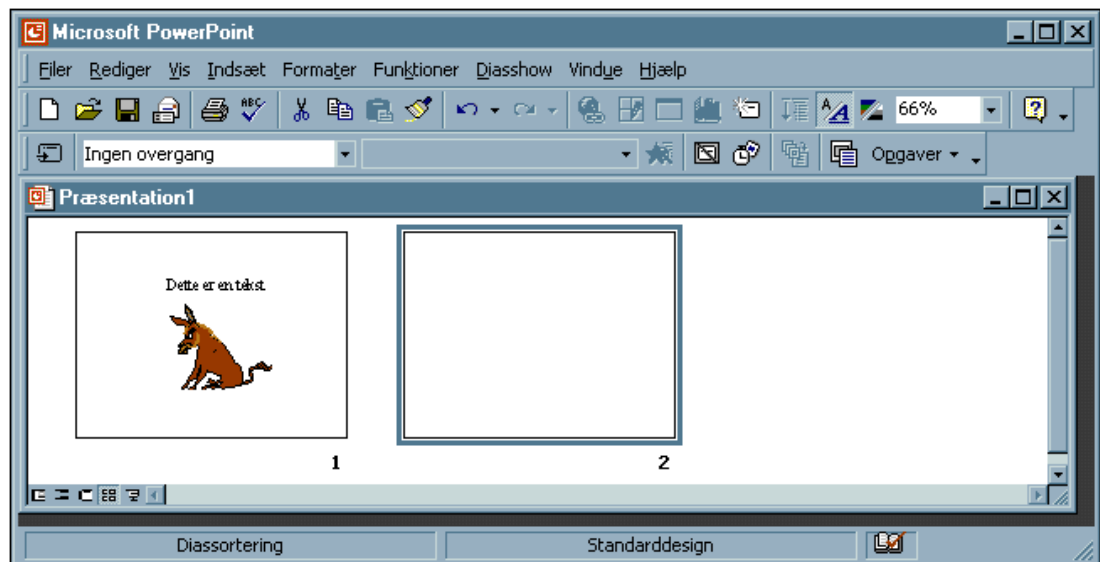 Microsoft PowerPoint
Filer Rediger Vis Indsæt Formater Funktioner Diasshow Vindue Hjælp
ABC A A 66% ?
Ingen overgang Opgaver
Præsentation1
Dette er en tekst.
1 2
Diassortering Standarddesign